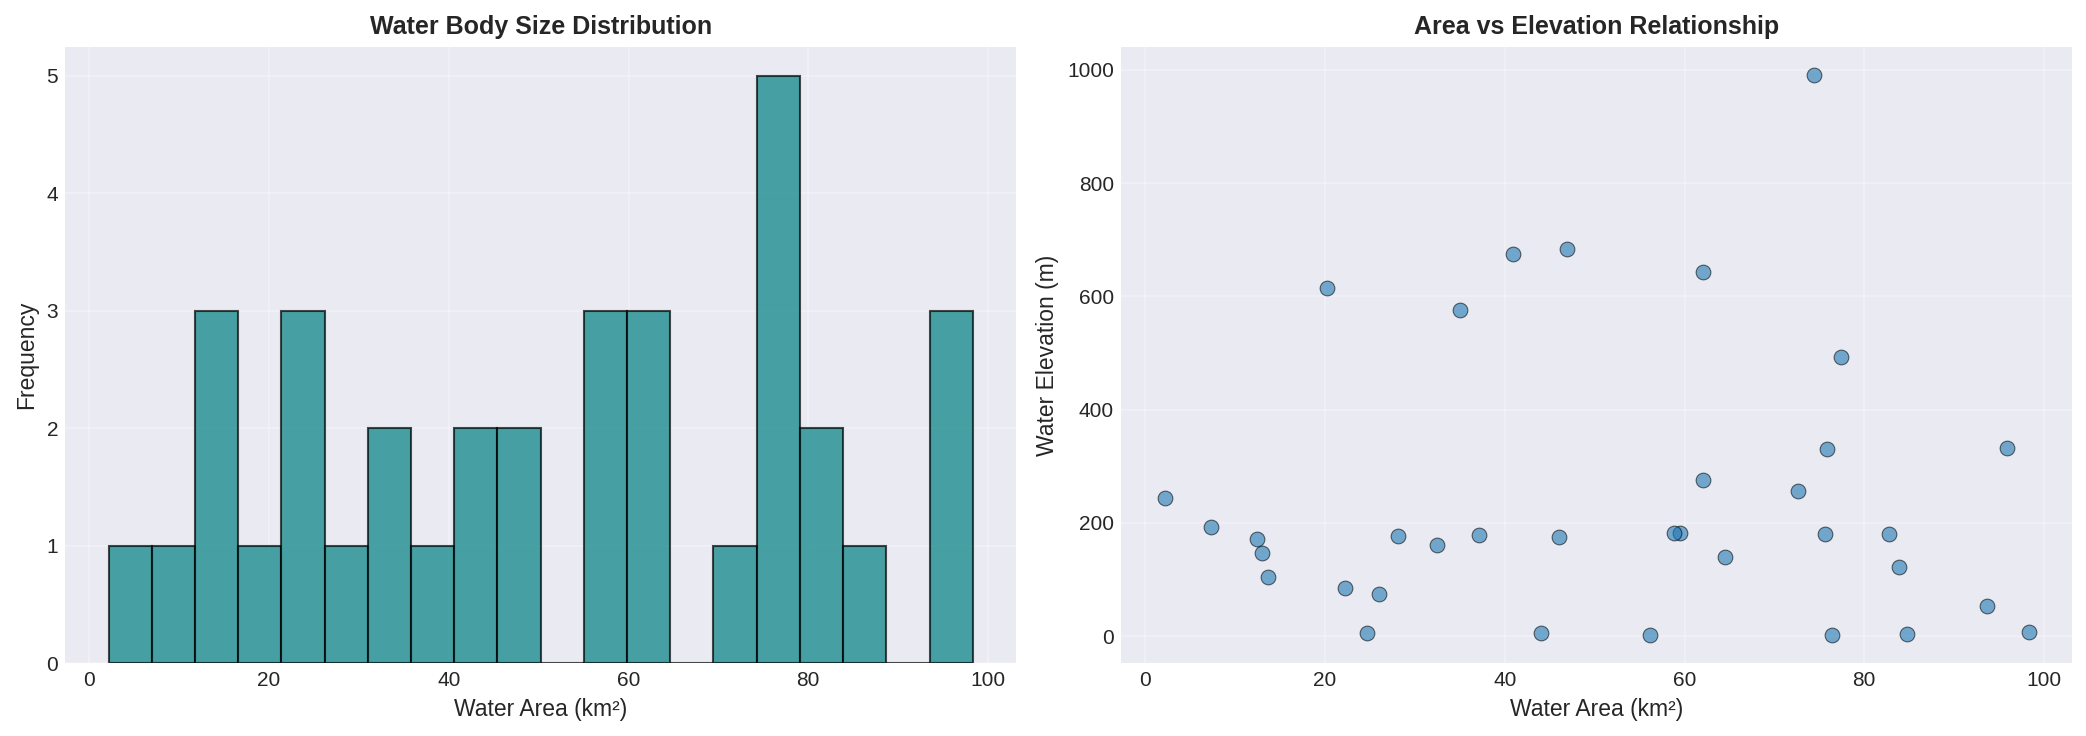 Water Body Size Distribution
5
4
3
2
1
0
Frequency
0 20 40 60 80 100
Water Area (km²)
Area vs Elevation Relationship
1000
800
600
400
200
0
Water Elevation (m)
0 20 40 60 80 100
Water Area (km²)